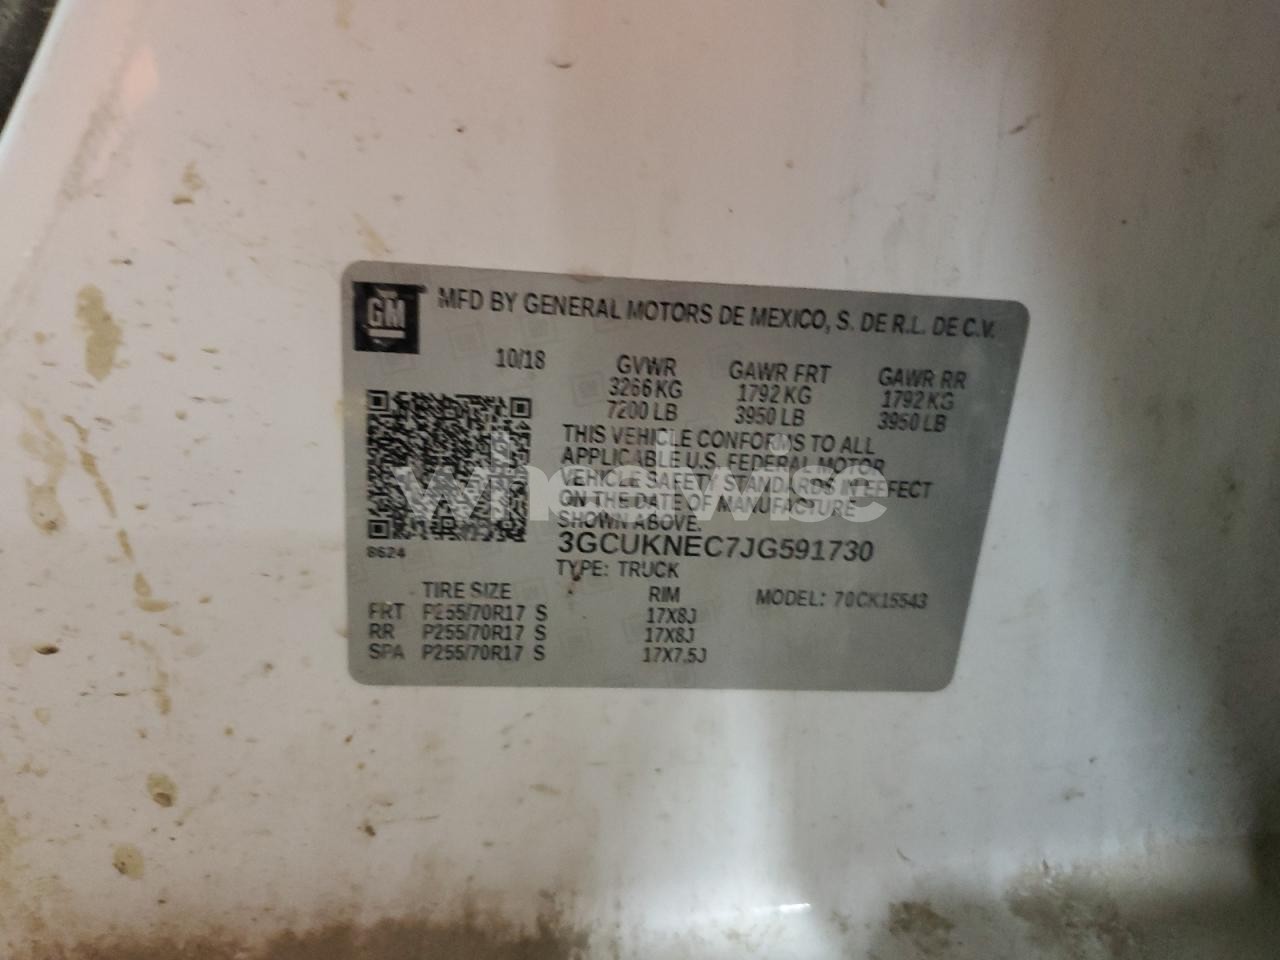 GM
MFD BY GENERAL MOTORS DE MEXICO, S. DE R.L. DE C.V.
10/18 GVWR GAWR FRT GAWR RR
3266 KG 1792 KG 1792 KG
7200 LB 3950 LB 3950 LB
THIS VEHICLE CONFORMS TO ALL
APPLICABLE U.S. FEDERAL MOTOR
VEHICLE SAFETY STANDARDS IN EFFECT
ON THE DATE OF MANUFACTURE
SHOWN ABOVE.
3GCUKNEC7JG591730
8624
TYPE: TRUCK
TIRE SIZE RIM MODEL: 70CK15543
FRT P255/70R17 S 17X8J
RR P255/70R17 S 17X8J
SPA P255/70R17 S 17X7.5J